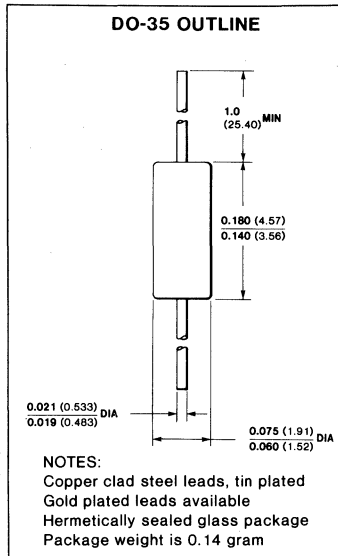 DO-35 OUTLINE
1.0
(25.40) MIN
0.180 (4.57)
0.140 (3.56)
0.021 (0.533)
0.019 (0.483) DIA
0.075 (1.91)
0.060 (1.52) DIA
NOTES:
Copper clad steel leads, tin plated
Gold plated leads available
Hermetically sealed glass package
Package weight is 0.14 gram